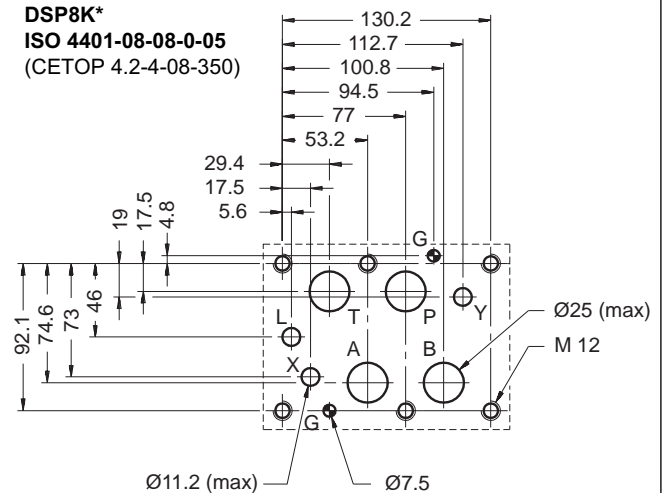 DSP8K*
ISO 4401-08-08-0-05
(CETOP 4.2-4-08-350)
130.2
112.7
100.8
94.5
77
53.2
29.4
17.5
5.6
19
17.5
4.8
G
92.1
74.6
73
46
L
T
P
Y
Ø25 (max)
X
A
B
M 12
G
Ø11.2 (max)
Ø7.5